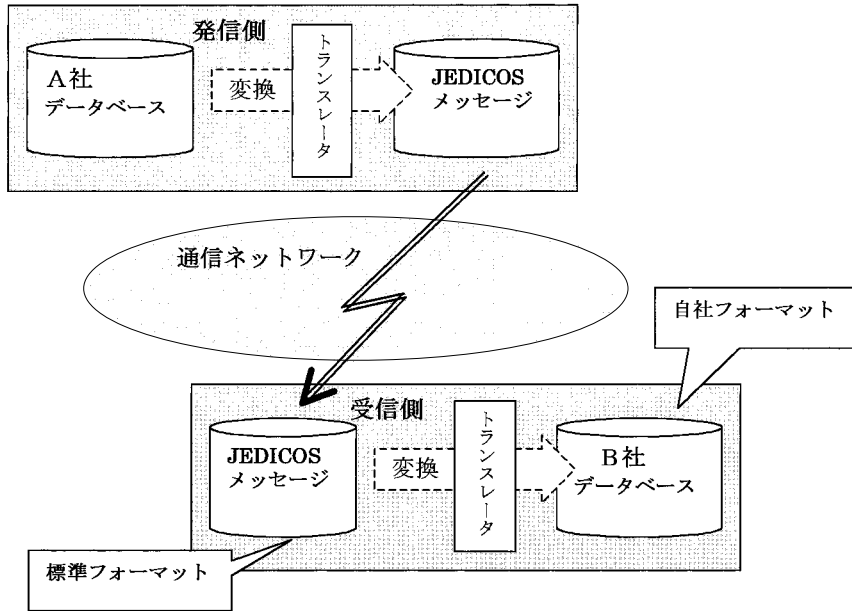 発信側
A社
データベース
変換
トランスレータ
JEDICOS
メッセージ
通信ネットワーク
自社フォーマット
受信側
JEDICOS
メッセージ
変換
トランスレータ
B社
データベース
標準フォーマット